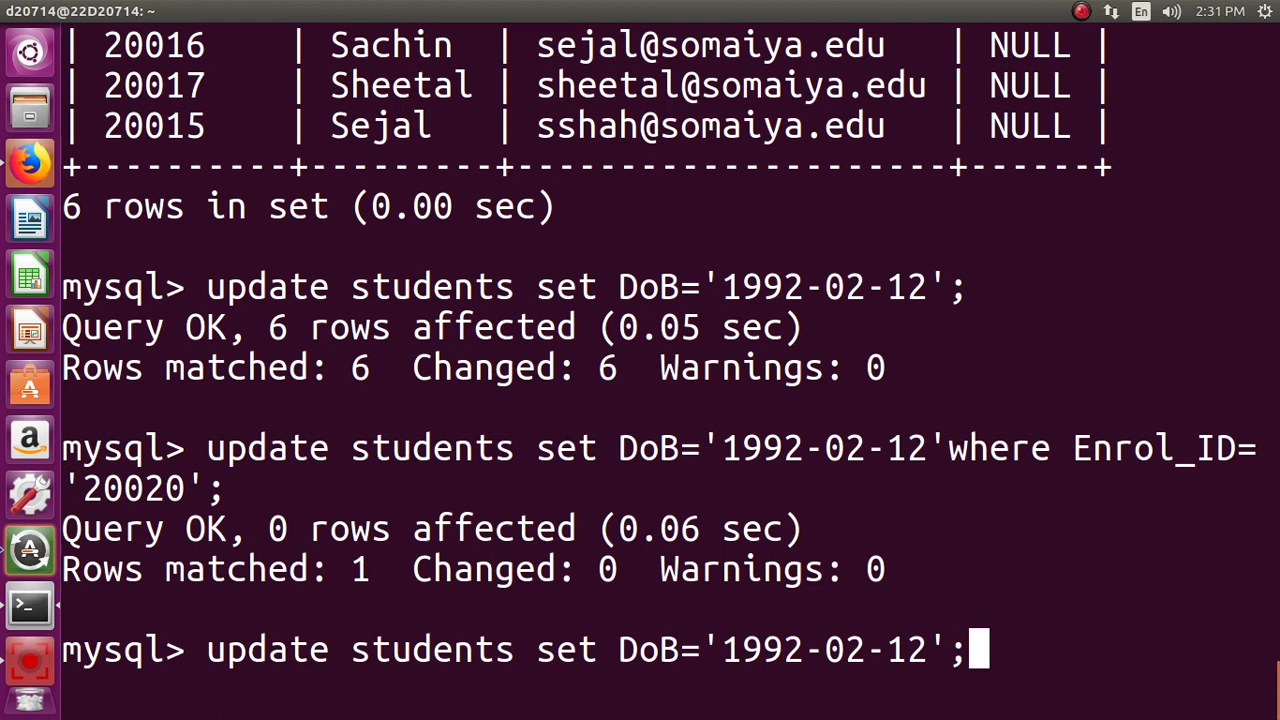 d20714@22D20714: ~
En
2:31 PM
| 20016    | Sachin  | sejal@somaiya.edu   | NULL |
| 20017    | Sheetal | sheetal@somaiya.edu | NULL |
| 20015    | Sejal   | sshah@somaiya.edu   | NULL |
+----------+---------+---------------------+------+
6 rows in set (0.00 sec)
mysql> update students set DoB='1992-02-12';
Query OK, 6 rows affected (0.05 sec)
Rows matched: 6  Changed: 6  Warnings: 0
mysql> update students set DoB='1992-02-12'where Enrol_ID=
'20020';
Query OK, 0 rows affected (0.06 sec)
Rows matched: 1  Changed: 0  Warnings: 0
mysql> update students set DoB='1992-02-12';